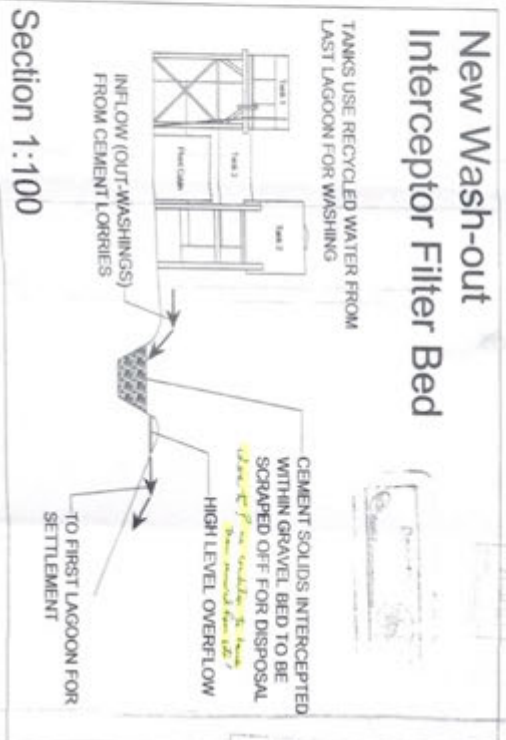 New Wash-out
Interceptor Filter Bed
TANKS USE RECYCLED WATER FROM
LAST LAGOON FOR WASHING
Tank 1
Tank 2
Plant Cabin
INFLOW (OUT-WASHINGS)
FROM CEMENT LORRIES
CEMENT SOLIDS INTERCEPTED
WITHIN GRAVEL BED TO BE
SCRAPED OFF FOR DISPOSAL
HIGH LEVEL OVERFLOW
TO FIRST LAGOON FOR
SETTLEMENT
Section 1:100